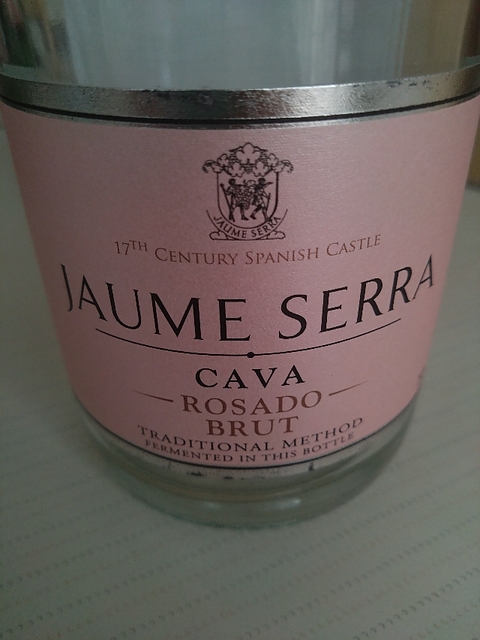 JAUME SERRA
17TH CENTURY SPANISH CASTLE
JAUME SERRA
CAVA
ROSADO
BRUT
TRADITIONAL METHOD
FERMENTED IN THIS BOTTLE